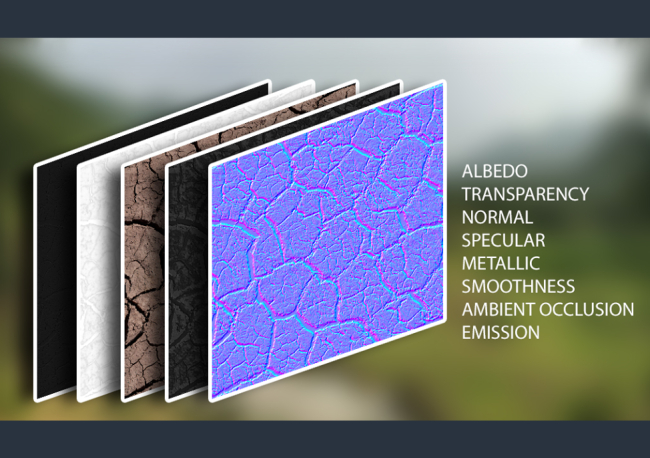 ALBEDO
TRANSPARENCY
NORMAL
SPECULAR
METALLIC
SMOOTHNESS
AMBIENT OCCLUSION
EMISSION